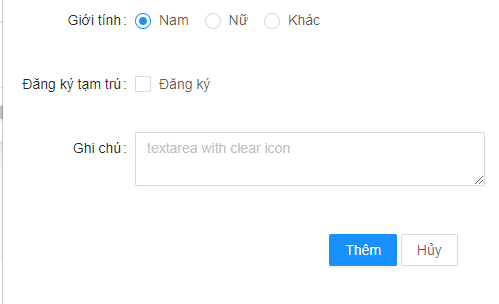 Giới tính: Nam Nữ Khác
Đăng ký tạm trú: Đăng ký
Ghi chú: textarea with clear icon
Thêm Hủy